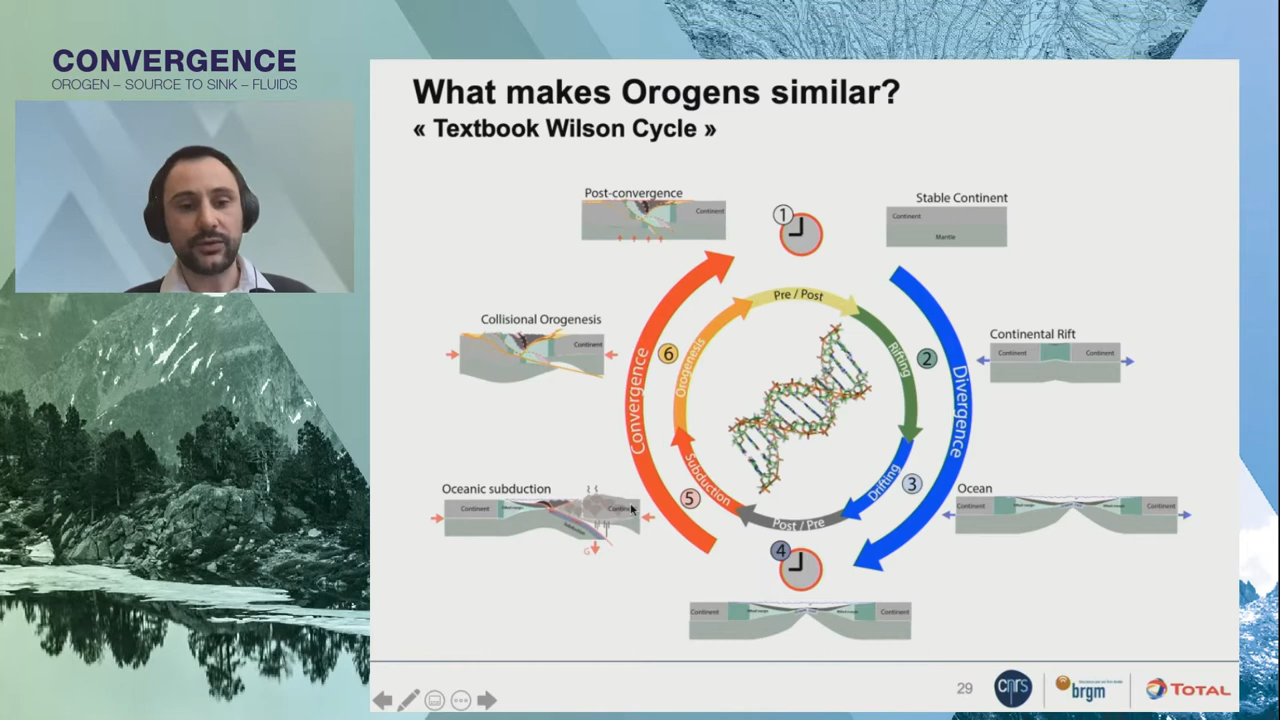 CONVERGENCE
OROGEN – SOURCE TO SINK – FLUIDS
What makes Orogens similar?
« Textbook Wilson Cycle »
Post-convergence
Continent
1
Stable Continent
Continent
Mantle
Pre / Post
Collisional Orogenesis
Continent
6
Orogenesis
Convergence
Rifting
2
Divergence
Continental Rift
Continent
Continent
Oceanic subduction
Continent
G
5
Subduction
Drifting
3
Ocean
Continent
Continent
Post / Pre
4
Continent
Continent
29
cnrs
brgm
TOTAL